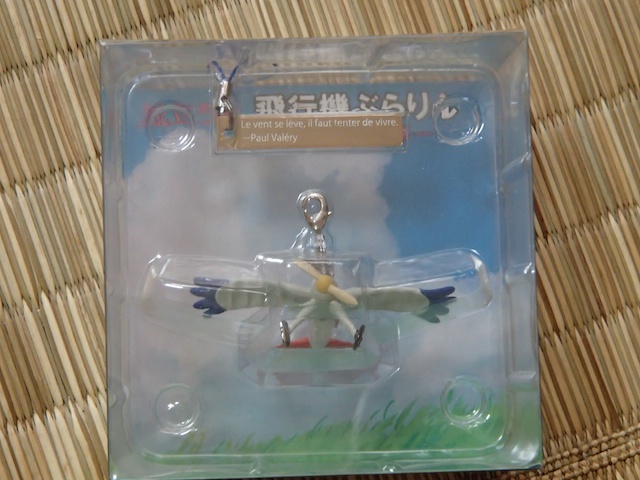 飛行機ぶらりん
Le vent se lève, il faut tenter de vivre.
—Paul Valéry